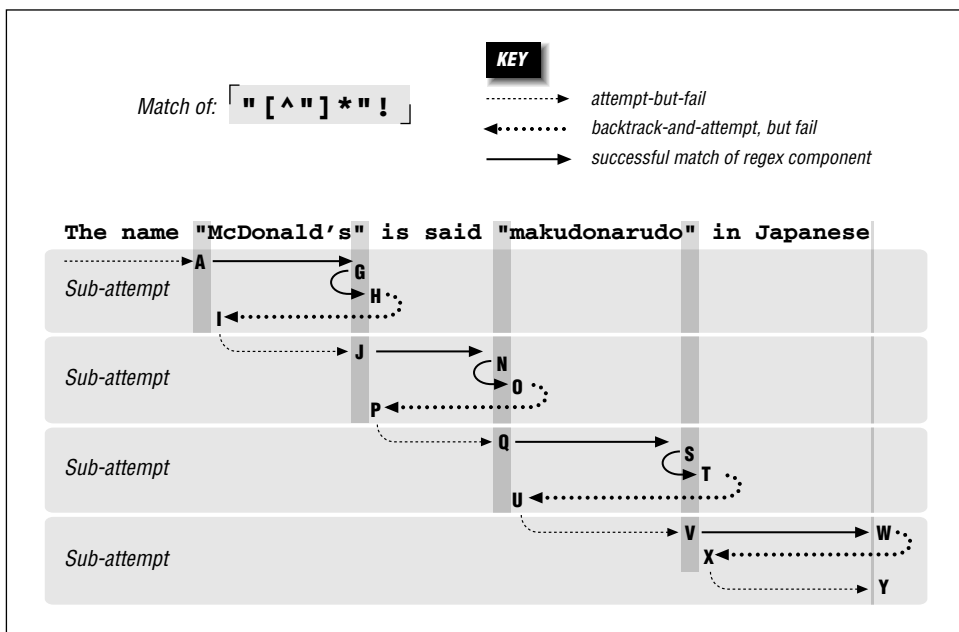 KEY
Match of: "[^"]*"!
attempt-but-fail
backtrack-and-attempt, but fail
successful match of regex component
The name "McDonald’s" is said "makudonarudo" in Japanese
A
G
Sub-attempt
H
I
J
N
Sub-attempt
O
P
Q
S
Sub-attempt
T
U
V W
Sub-attempt
X
Y